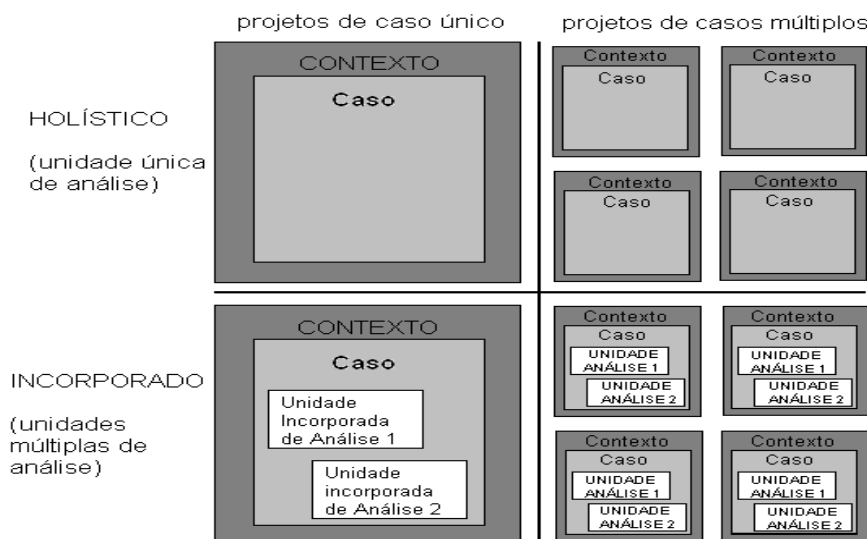 projetos de caso único
projetos de casos múltiplos
HOLÍSTICO
(unidade única
de análise)
CONTEXTO
Caso
Contexto
Caso
Contexto
Caso
Contexto
Caso
Contexto
Caso
INCORPORADO
(unidades
múltiplas de
análise)
CONTEXTO
Caso
Unidade
Incorporada
de Análise 1
Unidade
incorporada
de Análise 2
Contexto
Caso
UNIDADE
ANÁLISE 1
UNIDADE
ANÁLISE 2
Contexto
Caso
UNIDADE
ANÁLISE 1
UNIDADE
ANÁLISE 2
Contexto
Caso
UNIDADE
ANÁLISE 1
UNIDADE
ANÁLISE 2
Contexto
Caso
UNIDADE
ANÁLISE 1
UNIDADE
ANÁLISE 2